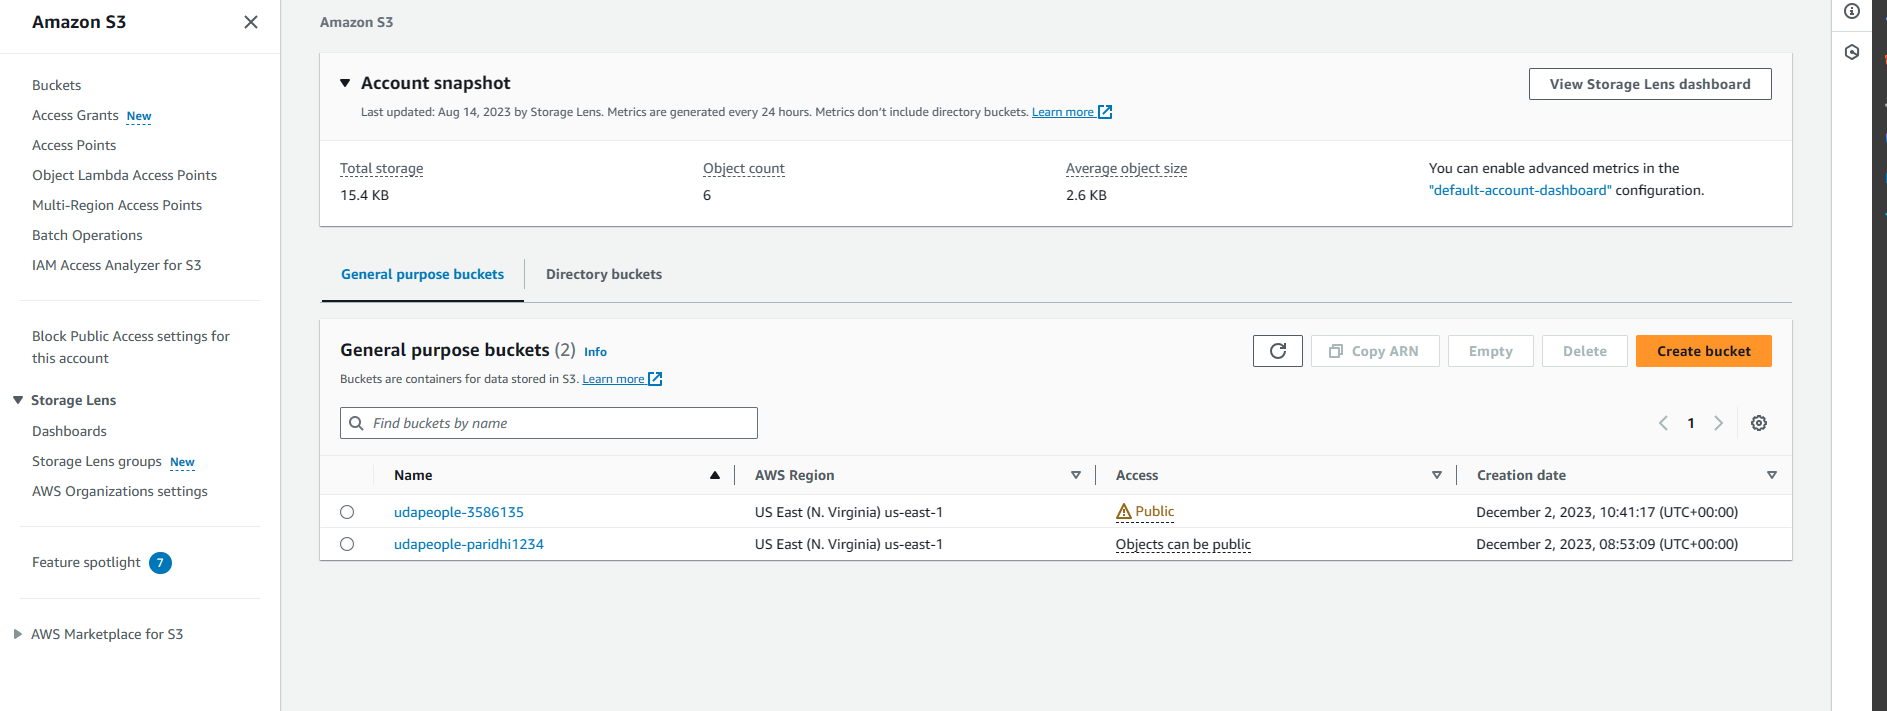 Amazon S3
Buckets
Access Grants New
Access Points
Object Lambda Access Points
Multi-Region Access Points
Batch Operations
IAM Access Analyzer for S3
Block Public Access settings for
this account
Storage Lens
Dashboards
Storage Lens groups New
AWS Organizations settings
Feature spotlight 7
AWS Marketplace for S3
Amazon S3
Account snapshot
View Storage Lens dashboard
Last updated: Aug 14, 2023 by Storage Lens. Metrics are generated every 24 hours. Metrics don't include directory buckets. Learn more
Total storage
15.4 KB
Object count
6
Average object size
2.6 KB
You can enable advanced metrics in the
"default-account-dashboard" configuration.
General purpose buckets Directory buckets
General purpose buckets (2) Info
Copy ARN Empty Delete Create bucket
Buckets are containers for data stored in S3. Learn more
Find buckets by name
1
Name AWS Region Access Creation date
udapeople-3586135 US East (N. Virginia) us-east-1 Public December 2, 2023, 10:41:17 (UTC+00:00)
udapeople-paridhi1234 US East (N. Virginia) us-east-1 Objects can be public December 2, 2023, 08:53:09 (UTC+00:00)